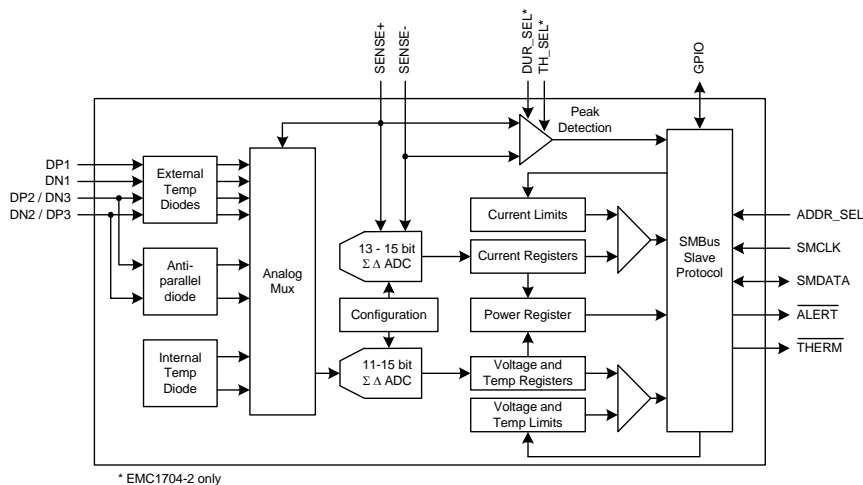 SENSE+
SENSE-
DUR_SEL*
TH_SEL*
GPIO
Peak
Detection
DP1
DN1
DP2 / DN3
DN2 / DP3
External
Temp
Diodes
Anti-
parallel
diode
Internal
Temp
Diode
Analog
Mux
13 - 15 bit
Σ Δ ADC
Configuration
11-15 bit
Σ Δ ADC
Current Limits
Current Registers
Power Register
Voltage and
Temp Registers
Voltage and
Temp Limits
SMBus
Slave
Protocol
ADDR_SEL
SMCLK
SMDATA
ALERT
THERM
* EMC1704-2 only